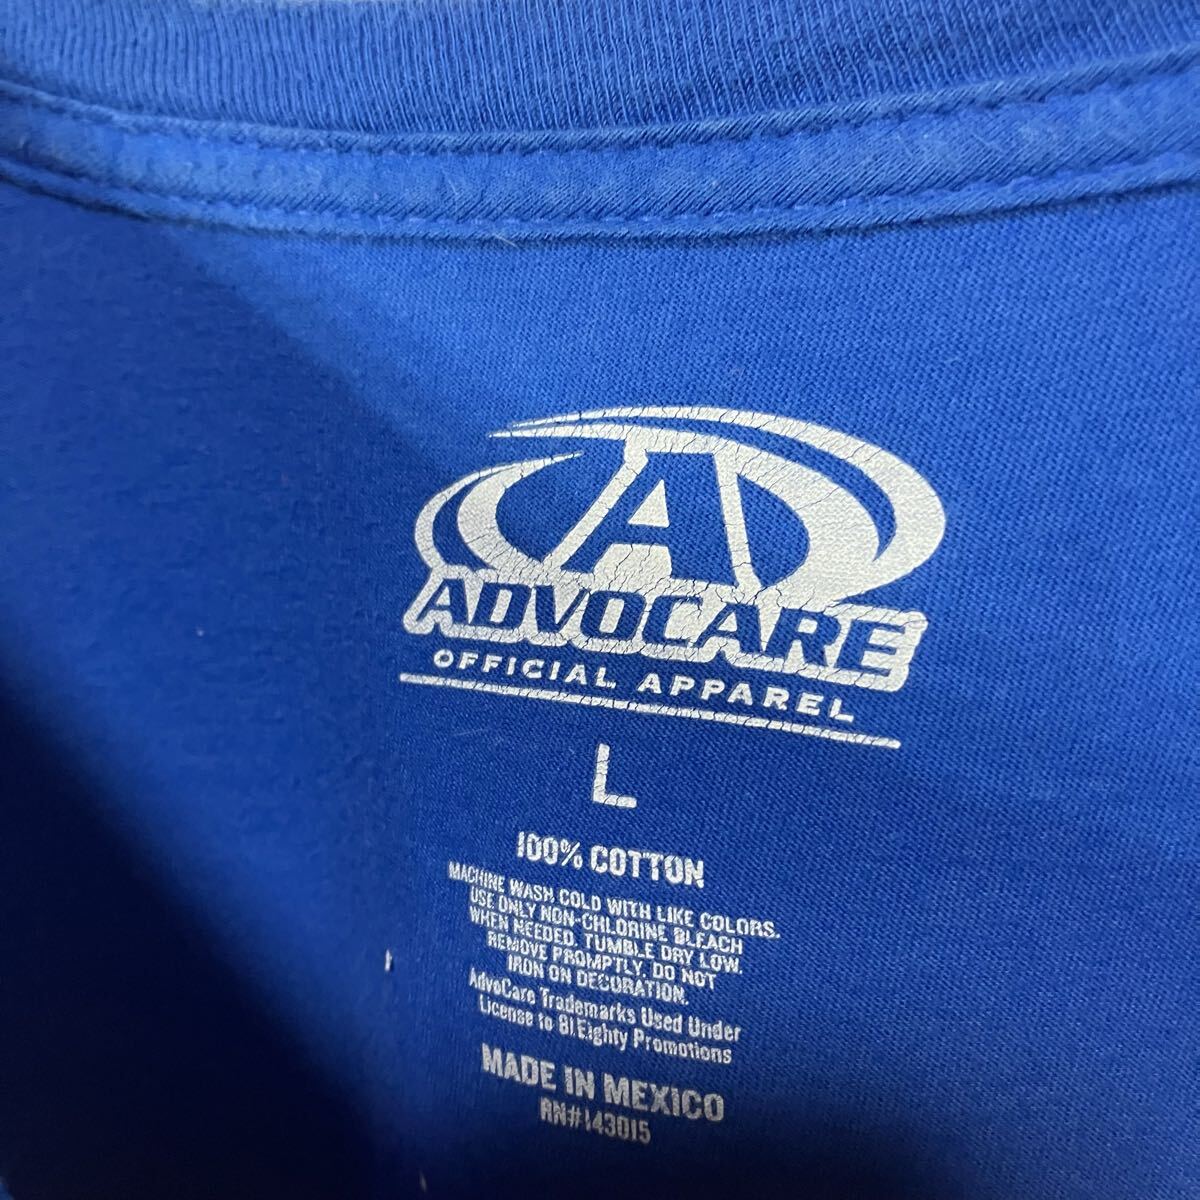 A
ADVOCARE
OFFICIAL APPAREL
L
100% COTTON
MACHINE WASH COLD WITH LIKE COLORS.
USE ONLY NON-CHLORINE BLEACH
WHEN NEEDED. TUMBLE DRY LOW.
REMOVE PROMPTLY. DO NOT
IRON ON DECORATION.
AdvoCare Trademarks Used Under
License to 81Eighty Promotions
MADE IN MEXICO
RN#143015